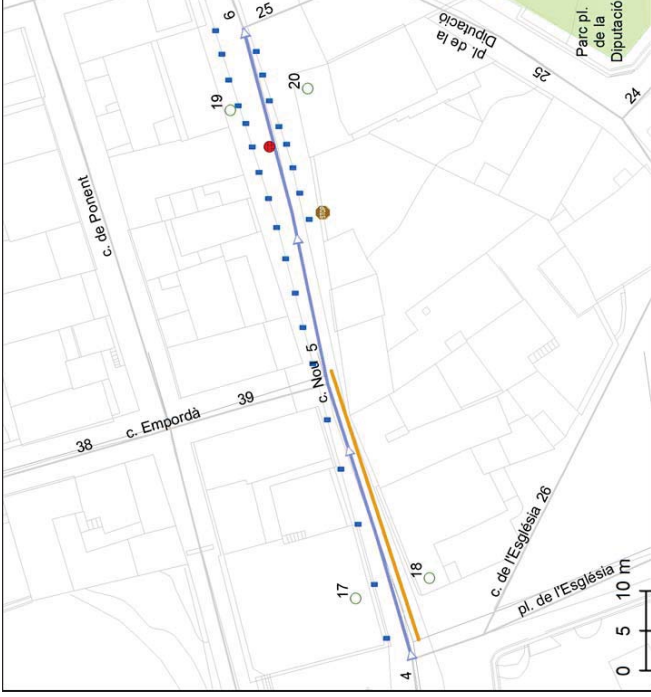 6
25
Parc pl.
de la
Diputació
pl. de la
Diputació
25
24
20
19
c. de Ponent
c. Nou 5
39
c. Empordà
38
c. de l'Església 26
pl. de l'Església
18
17
4
0 5 10 m